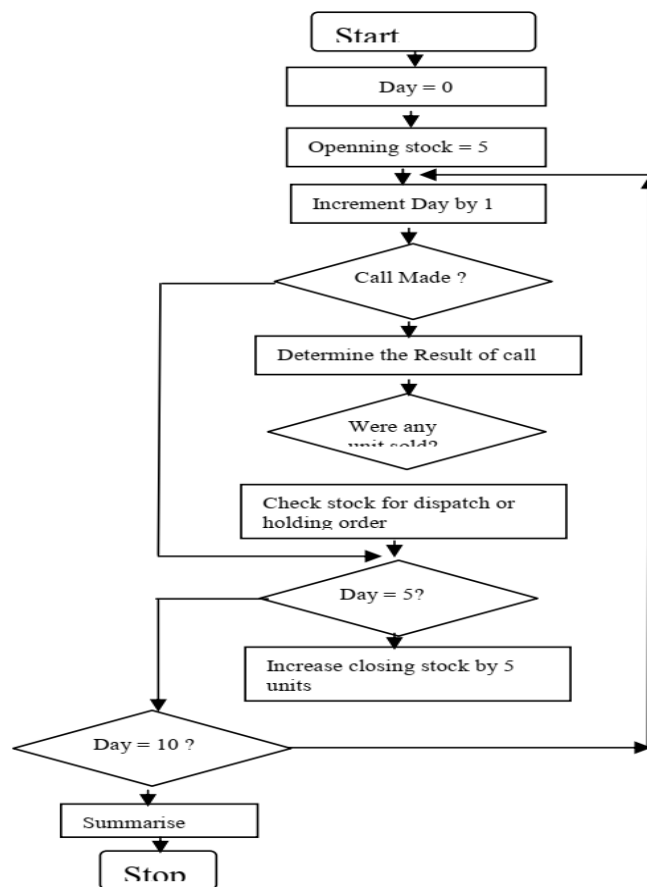 Start
Day = 0
Openning stock = 5
Increment Day by 1
Call Made ?
Determine the Result of call
Were any
unit sold?
Check stock for dispatch or
holding order
Day = 5?
Increase closing stock by 5
units
Day = 10 ?
Summarise
Stop